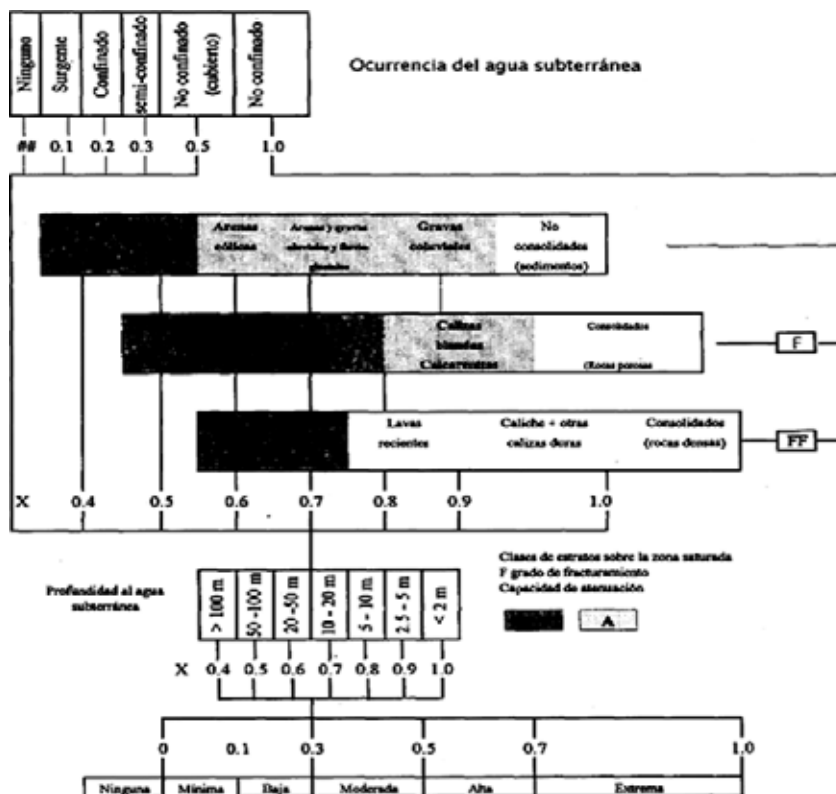 Ninguno
Surgente
Confinado
semi-confinado
No confinado
(cubierto)
No confinado
Ocurrencia del agua subterránea
## 0.1 0.2 0.3 0.5 1.0
Arenas
eólicas
Arenas y gravas
aluviales y fluvio
glaciales
Gravas
coluviales
No
consolidados
(sedimentos)
Calizas
blandas
Calcarenitas
Consolidados
(Rocas porosas
F
Lavas
recientes
Caliche + otras
calizas duras
Consolidados
(rocas densas)
FF
X 0.4 0.5 0.6 0.7 0.8 0.9 1.0
Profundidad al agua
subterránea
> 100 m
50 -100 m
20 -50 m
10 - 20 m
5 - 10 m
2.5 - 5 m
< 2 m
Clases de estratos sobre la zona saturada
F grado de fracturamiento
Capacidad de atenuación
A
X 0.4 0.5 0.6 0.7 0.8 0.9 1.0
0 0.1 0.3 0.5 0.7 1.0
Ninguna Mínima Baja Moderada Alta Extrema